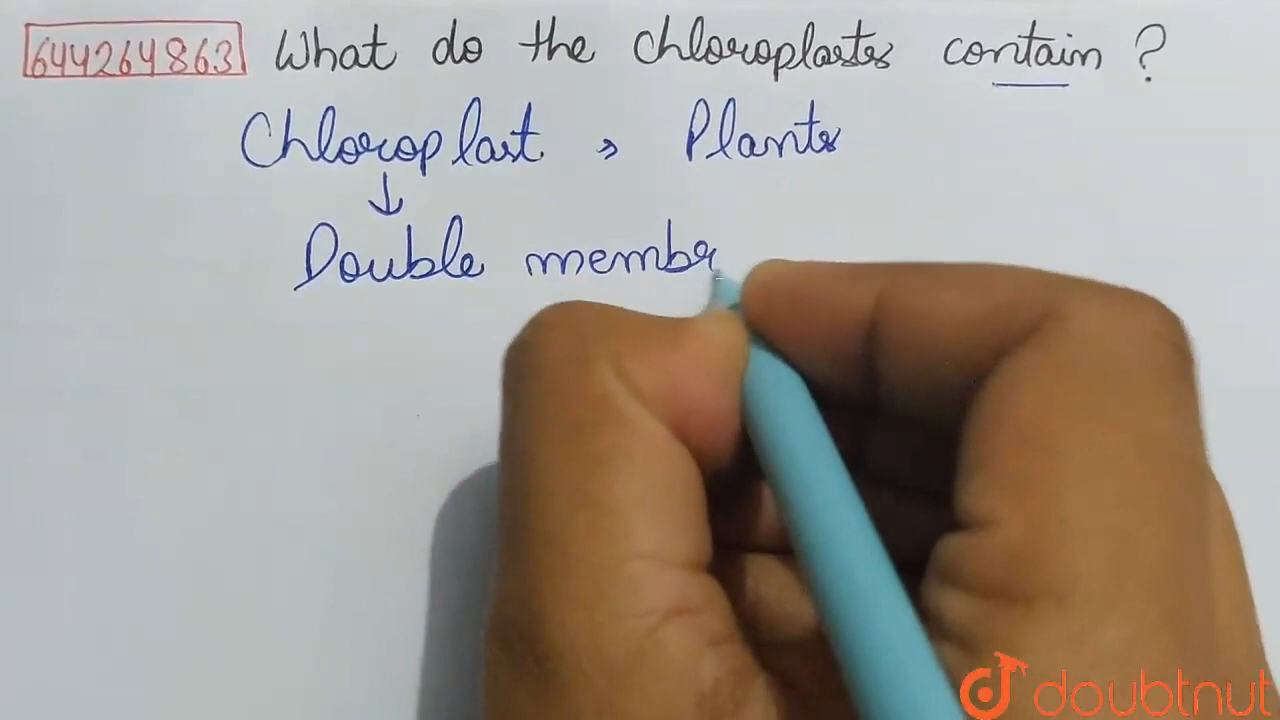 644264863 What do the chloroplasts contain ?
Chloroplast , Plants
↓
Double membr
doubtnut